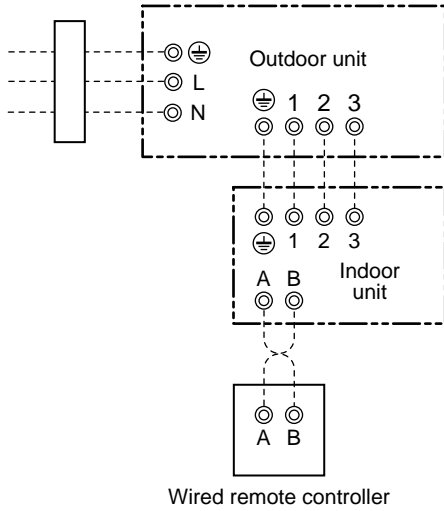 Outdoor unit
L
N
1 2 3
1 2 3
A B
Indoor
unit
A B
Wired remote controller